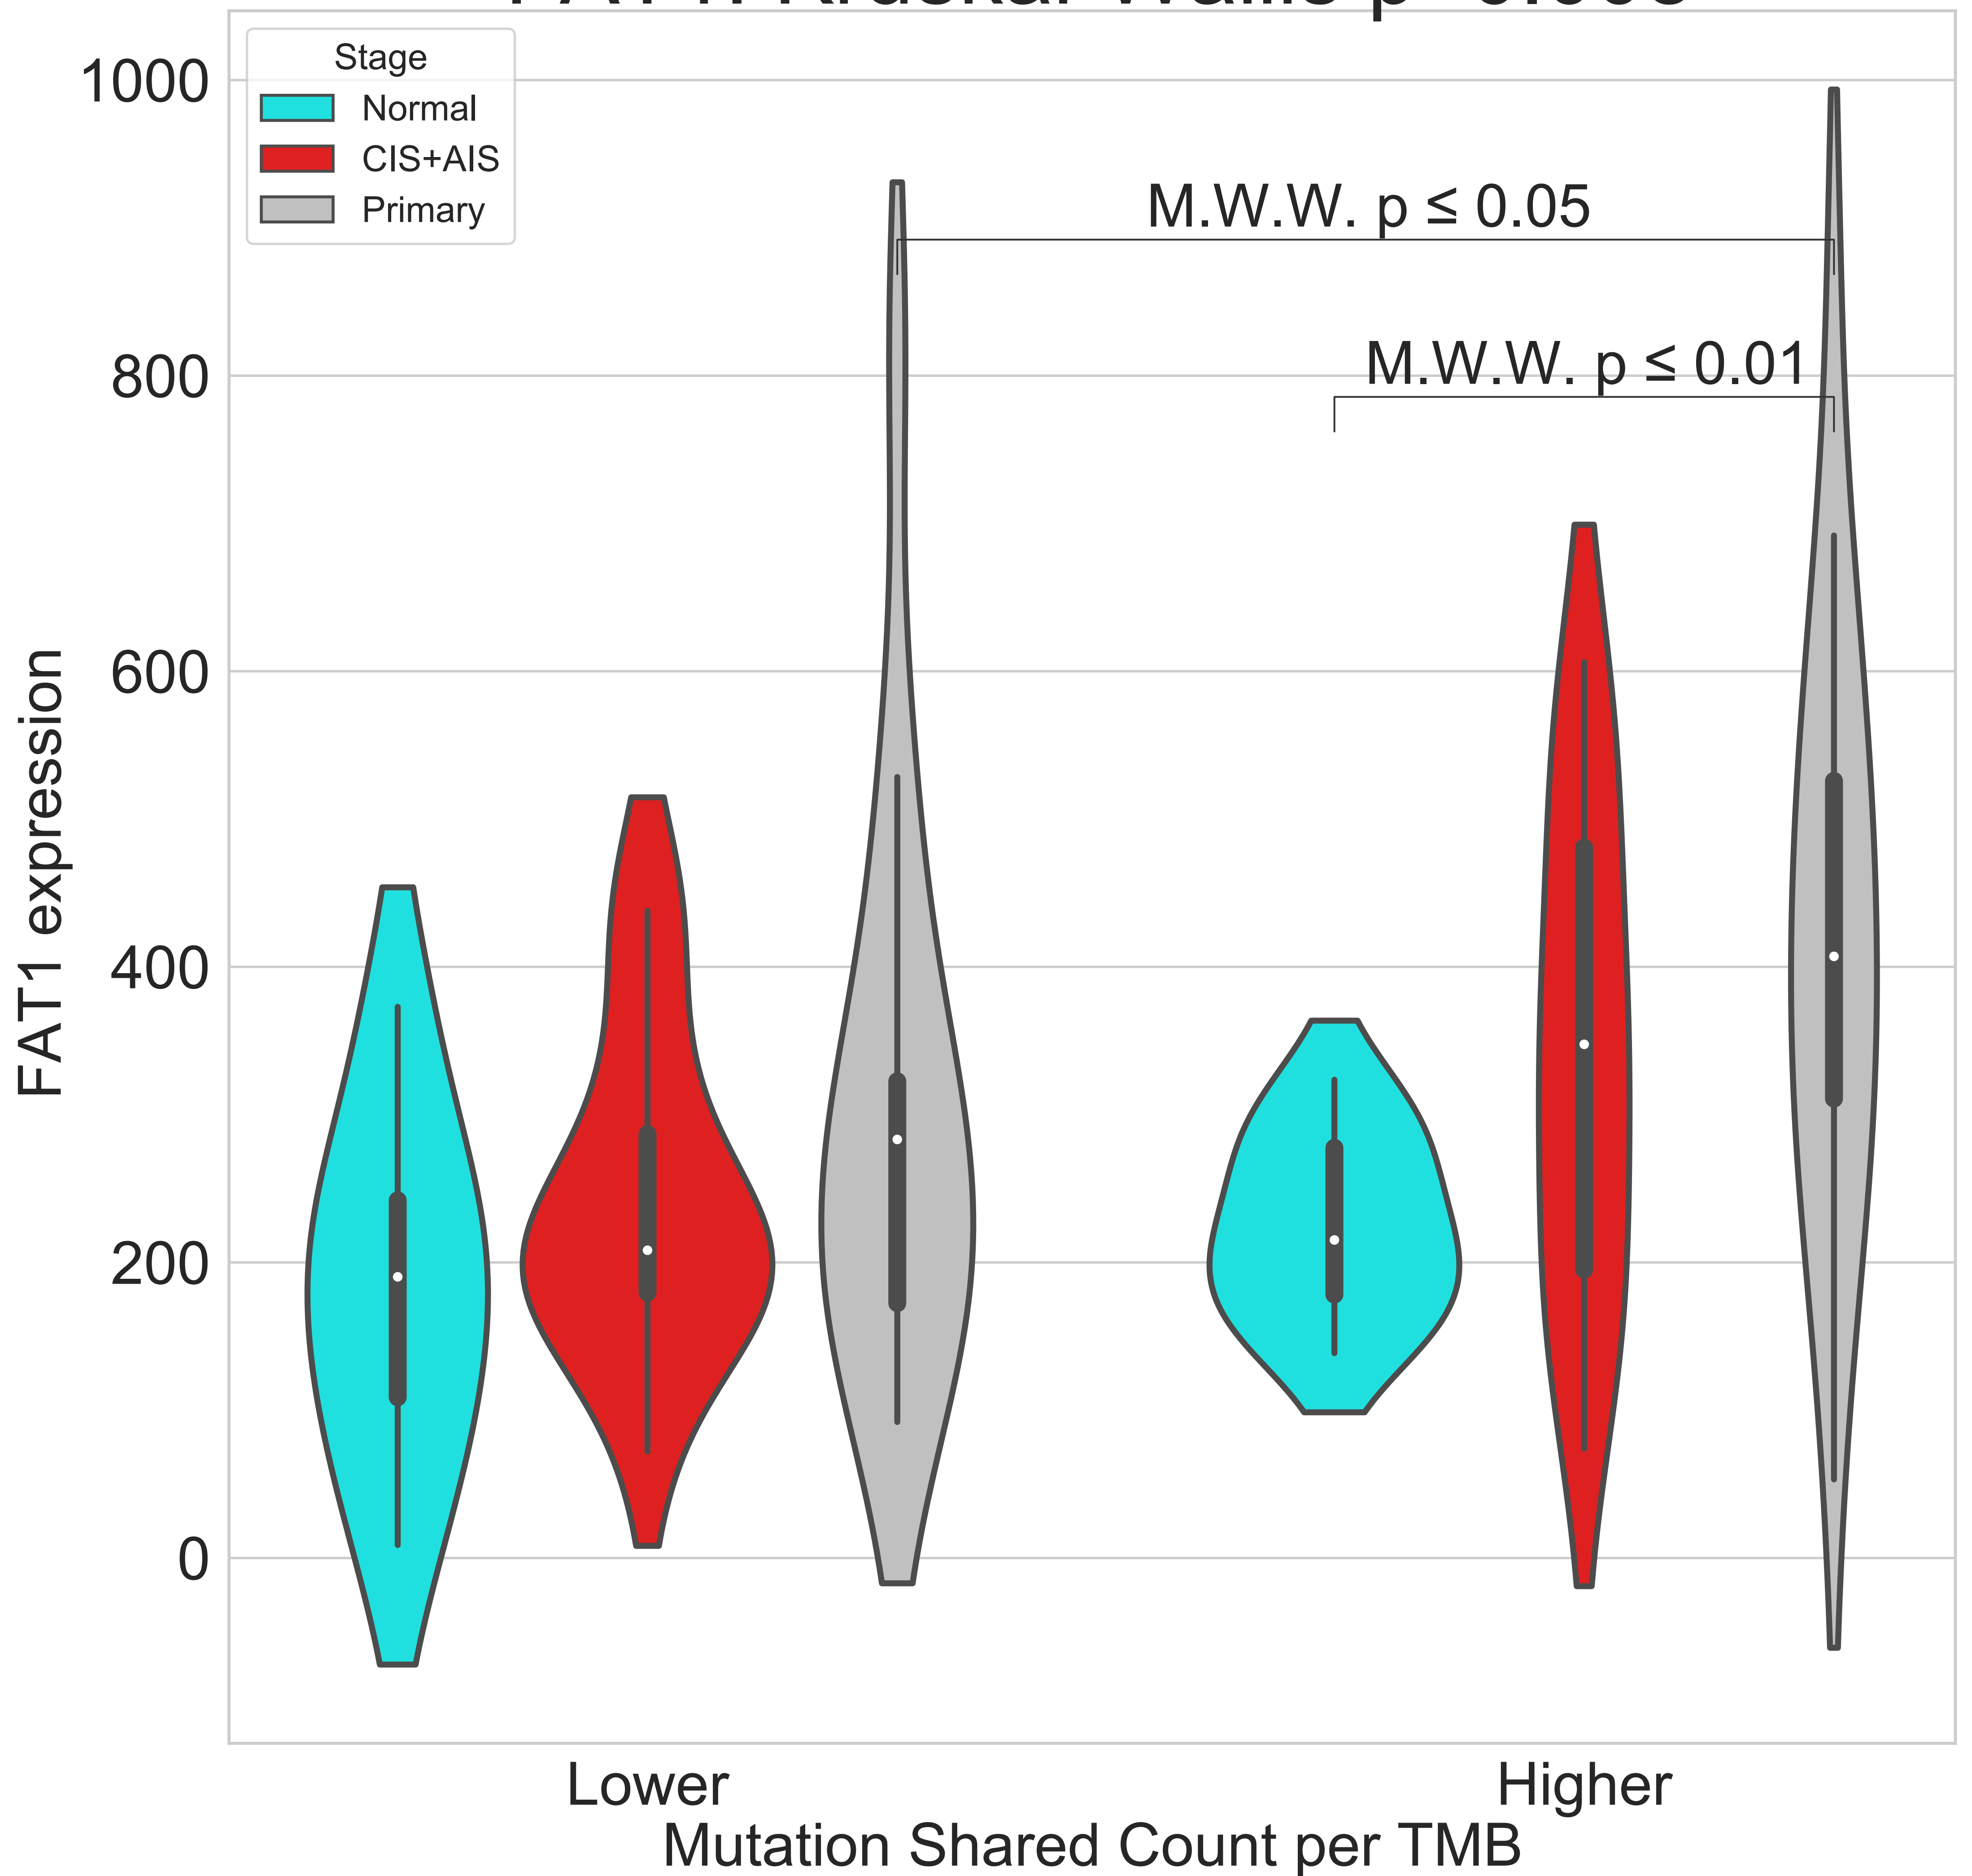 Stage
Normal
CIS+AIS
Primary
1000
800
600
400
200
0
FAT1 expression
M.W.W. p ≤ 0.05
M.W.W. p ≤ 0.01
Lower
Higher
Mutation Shared Count per TMB